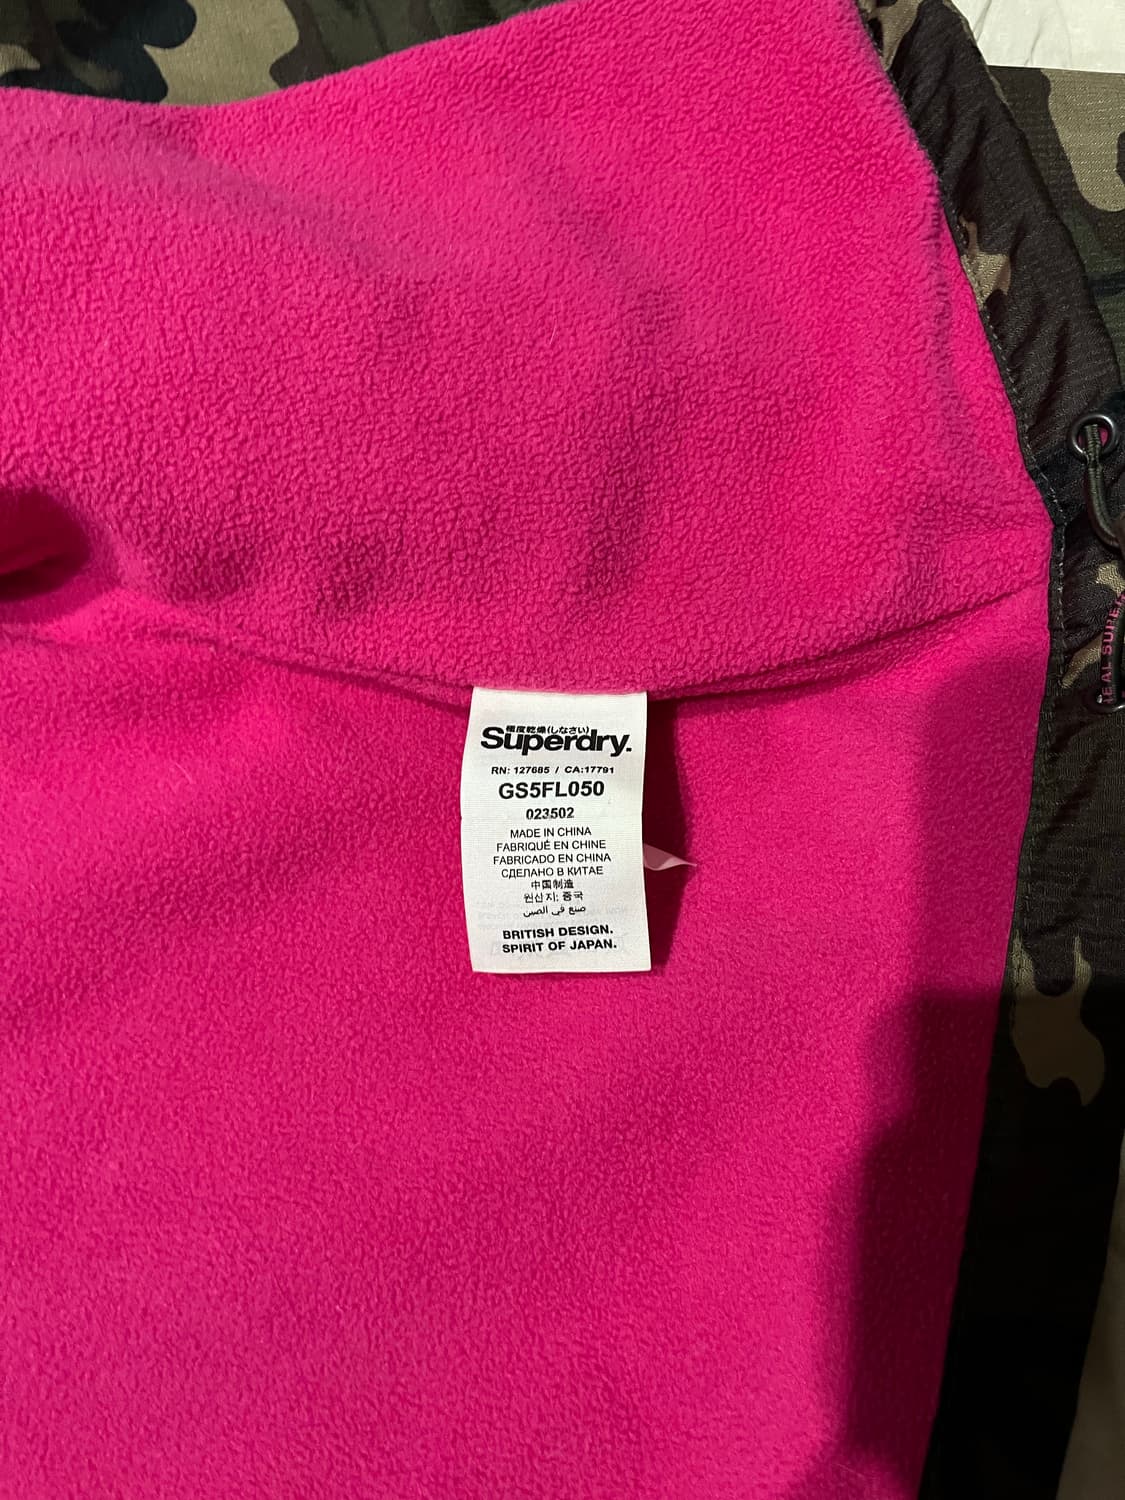 極度乾燥(しなさい)
Superdry.
RN: 127685 / CA:17791
GS5FL050
023502
MADE IN CHINA
FABRIQUÉ EN CHINE
FABRICADO EN CHINA
СДЕЛАНО В КИТАЕ
中国制造
원산지: 중국
صنع في الصين
BRITISH DESIGN.
SPIRIT OF JAPAN.